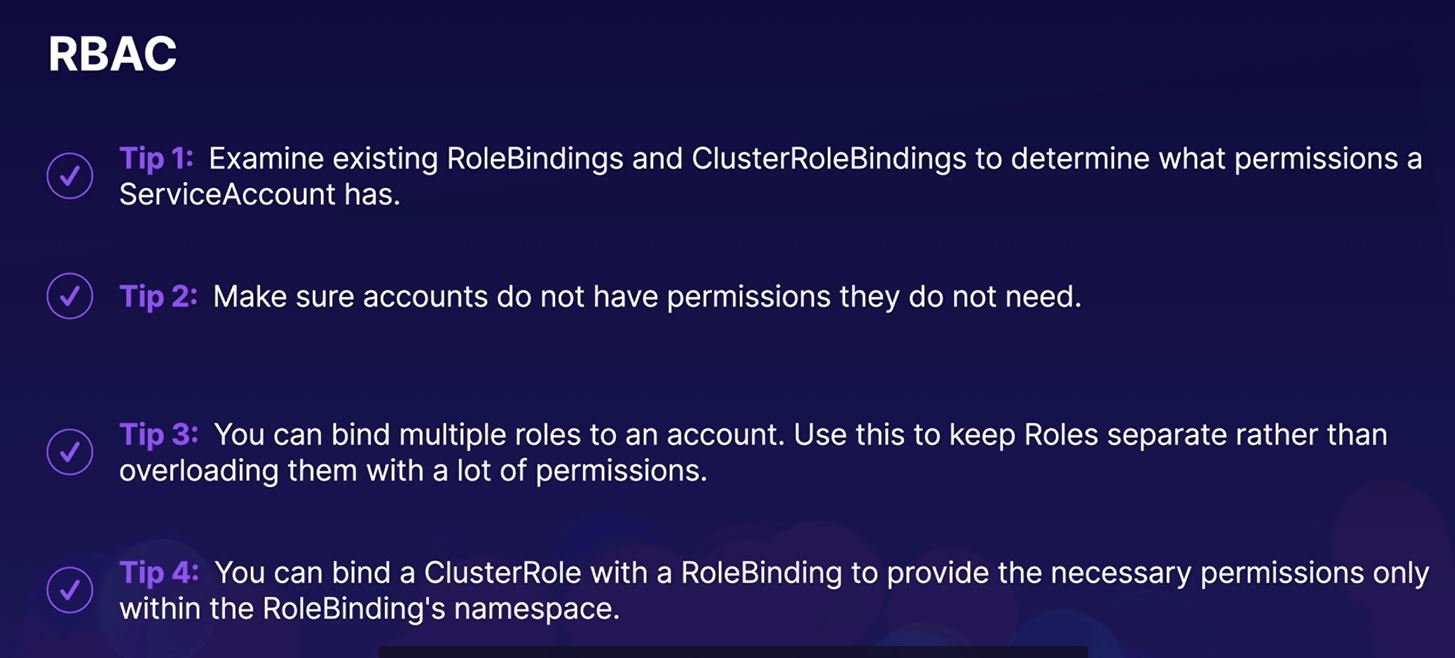 RBAC
Tip 1: Examine existing RoleBindings and ClusterRoleBindings to determine what permissions a
ServiceAccount has.
Tip 2: Make sure accounts do not have permissions they do not need.
Tip 3: You can bind multiple roles to an account. Use this to keep Roles separate rather than
overloading them with a lot of permissions.
Tip 4: You can bind a ClusterRole with a RoleBinding to provide the necessary permissions only
within the RoleBinding's namespace.